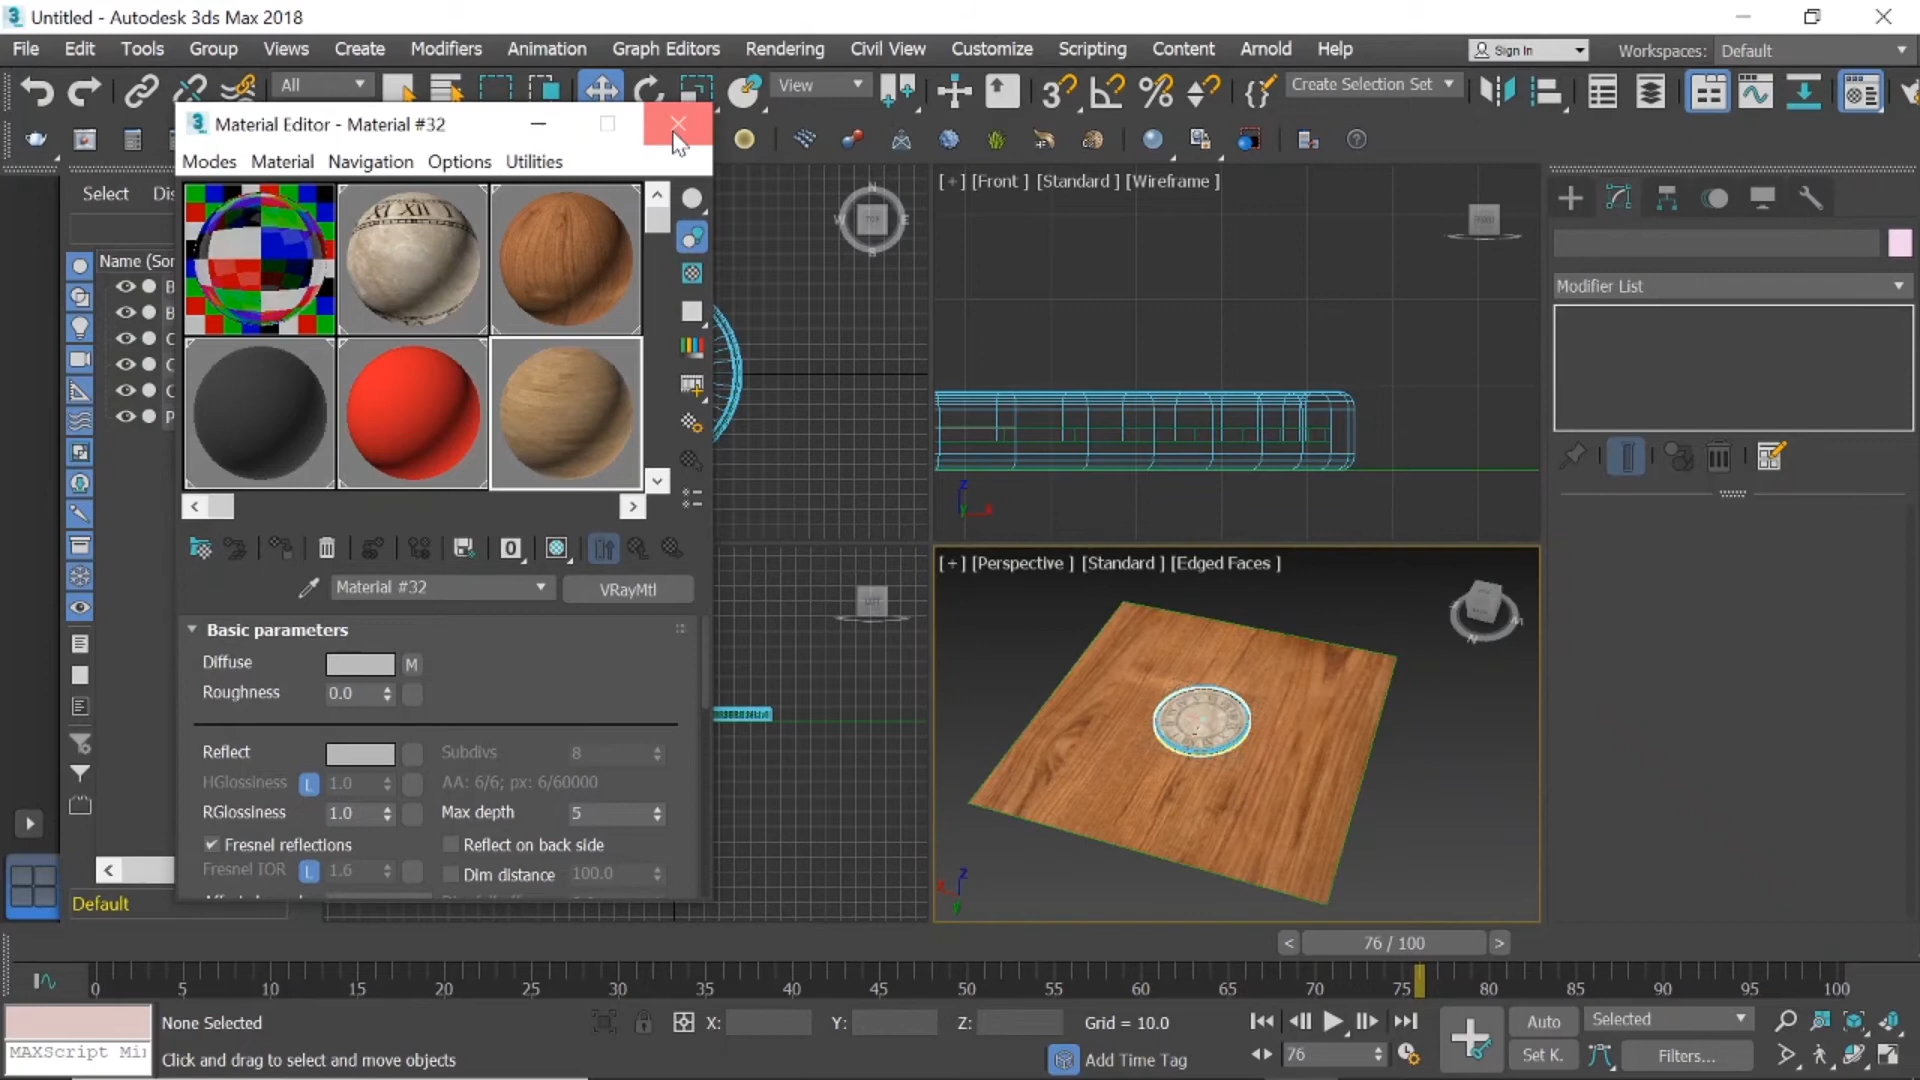 Untitled - Autodesk 3ds Max 2018
File Edit Tools Group Views Create Modifiers Animation Graph Editors Rendering Civil View Customize Scripting Content Arnold Help Sign In Workspaces: Default
All View Create Selection Set
Material Editor - Material #32
Modes Material Navigation Options Utilities
[+] [Front ] [Standard ] [Wireframe ]
Select
Name (Sor
Modifier List
Material #32 VRayMtl
[+] [Perspective ] [Standard ] [Edged Faces ]
Basic parameters
Diffuse M
Roughness 0.0
Reflect Subdivs 8
HGlossiness L 1.0 AA: 6/6; px: 6/60000
RGlossiness 1.0 Max depth 5
Fresnel reflections Reflect on back side
Fresnel IOR L 1.6 Dim distance 100.0
Default
< 76 / 100 >
0 5 10 15 20 25 30 35 40 45 50 55 60 65 70 75 80 85 90 95 100
None Selected X: Y: Z: Grid = 10.0 Auto Selected
MAXScript Mi Click and drag to select and move objects Add Time Tag 76 Set K. Filters...